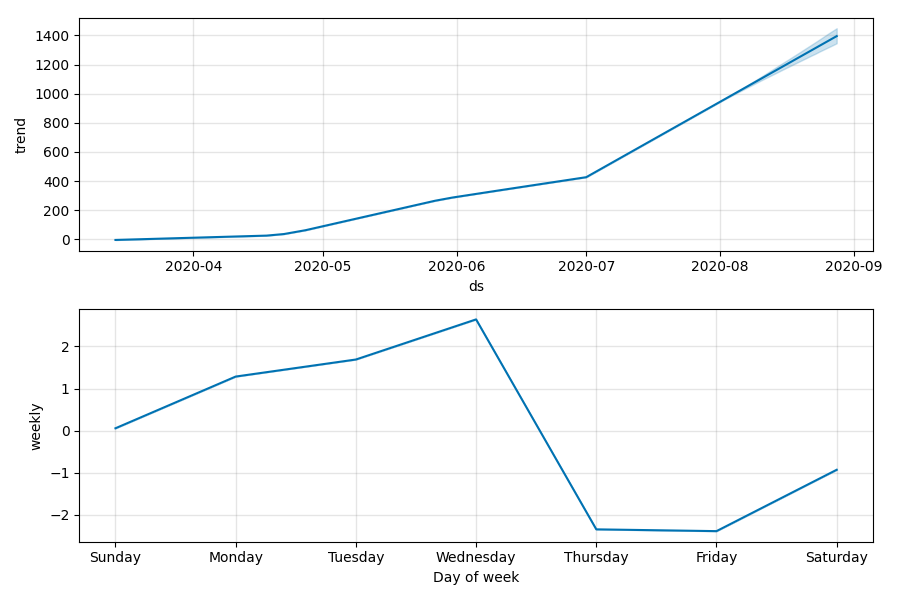 1400
1200
1000
800
600
400
200
0
trend
2020-04 2020-05 2020-06 2020-07 2020-08 2020-09
ds
2
1
0
−1
−2
weekly
Sunday Monday Tuesday Wednesday Thursday Friday Saturday
Day of week